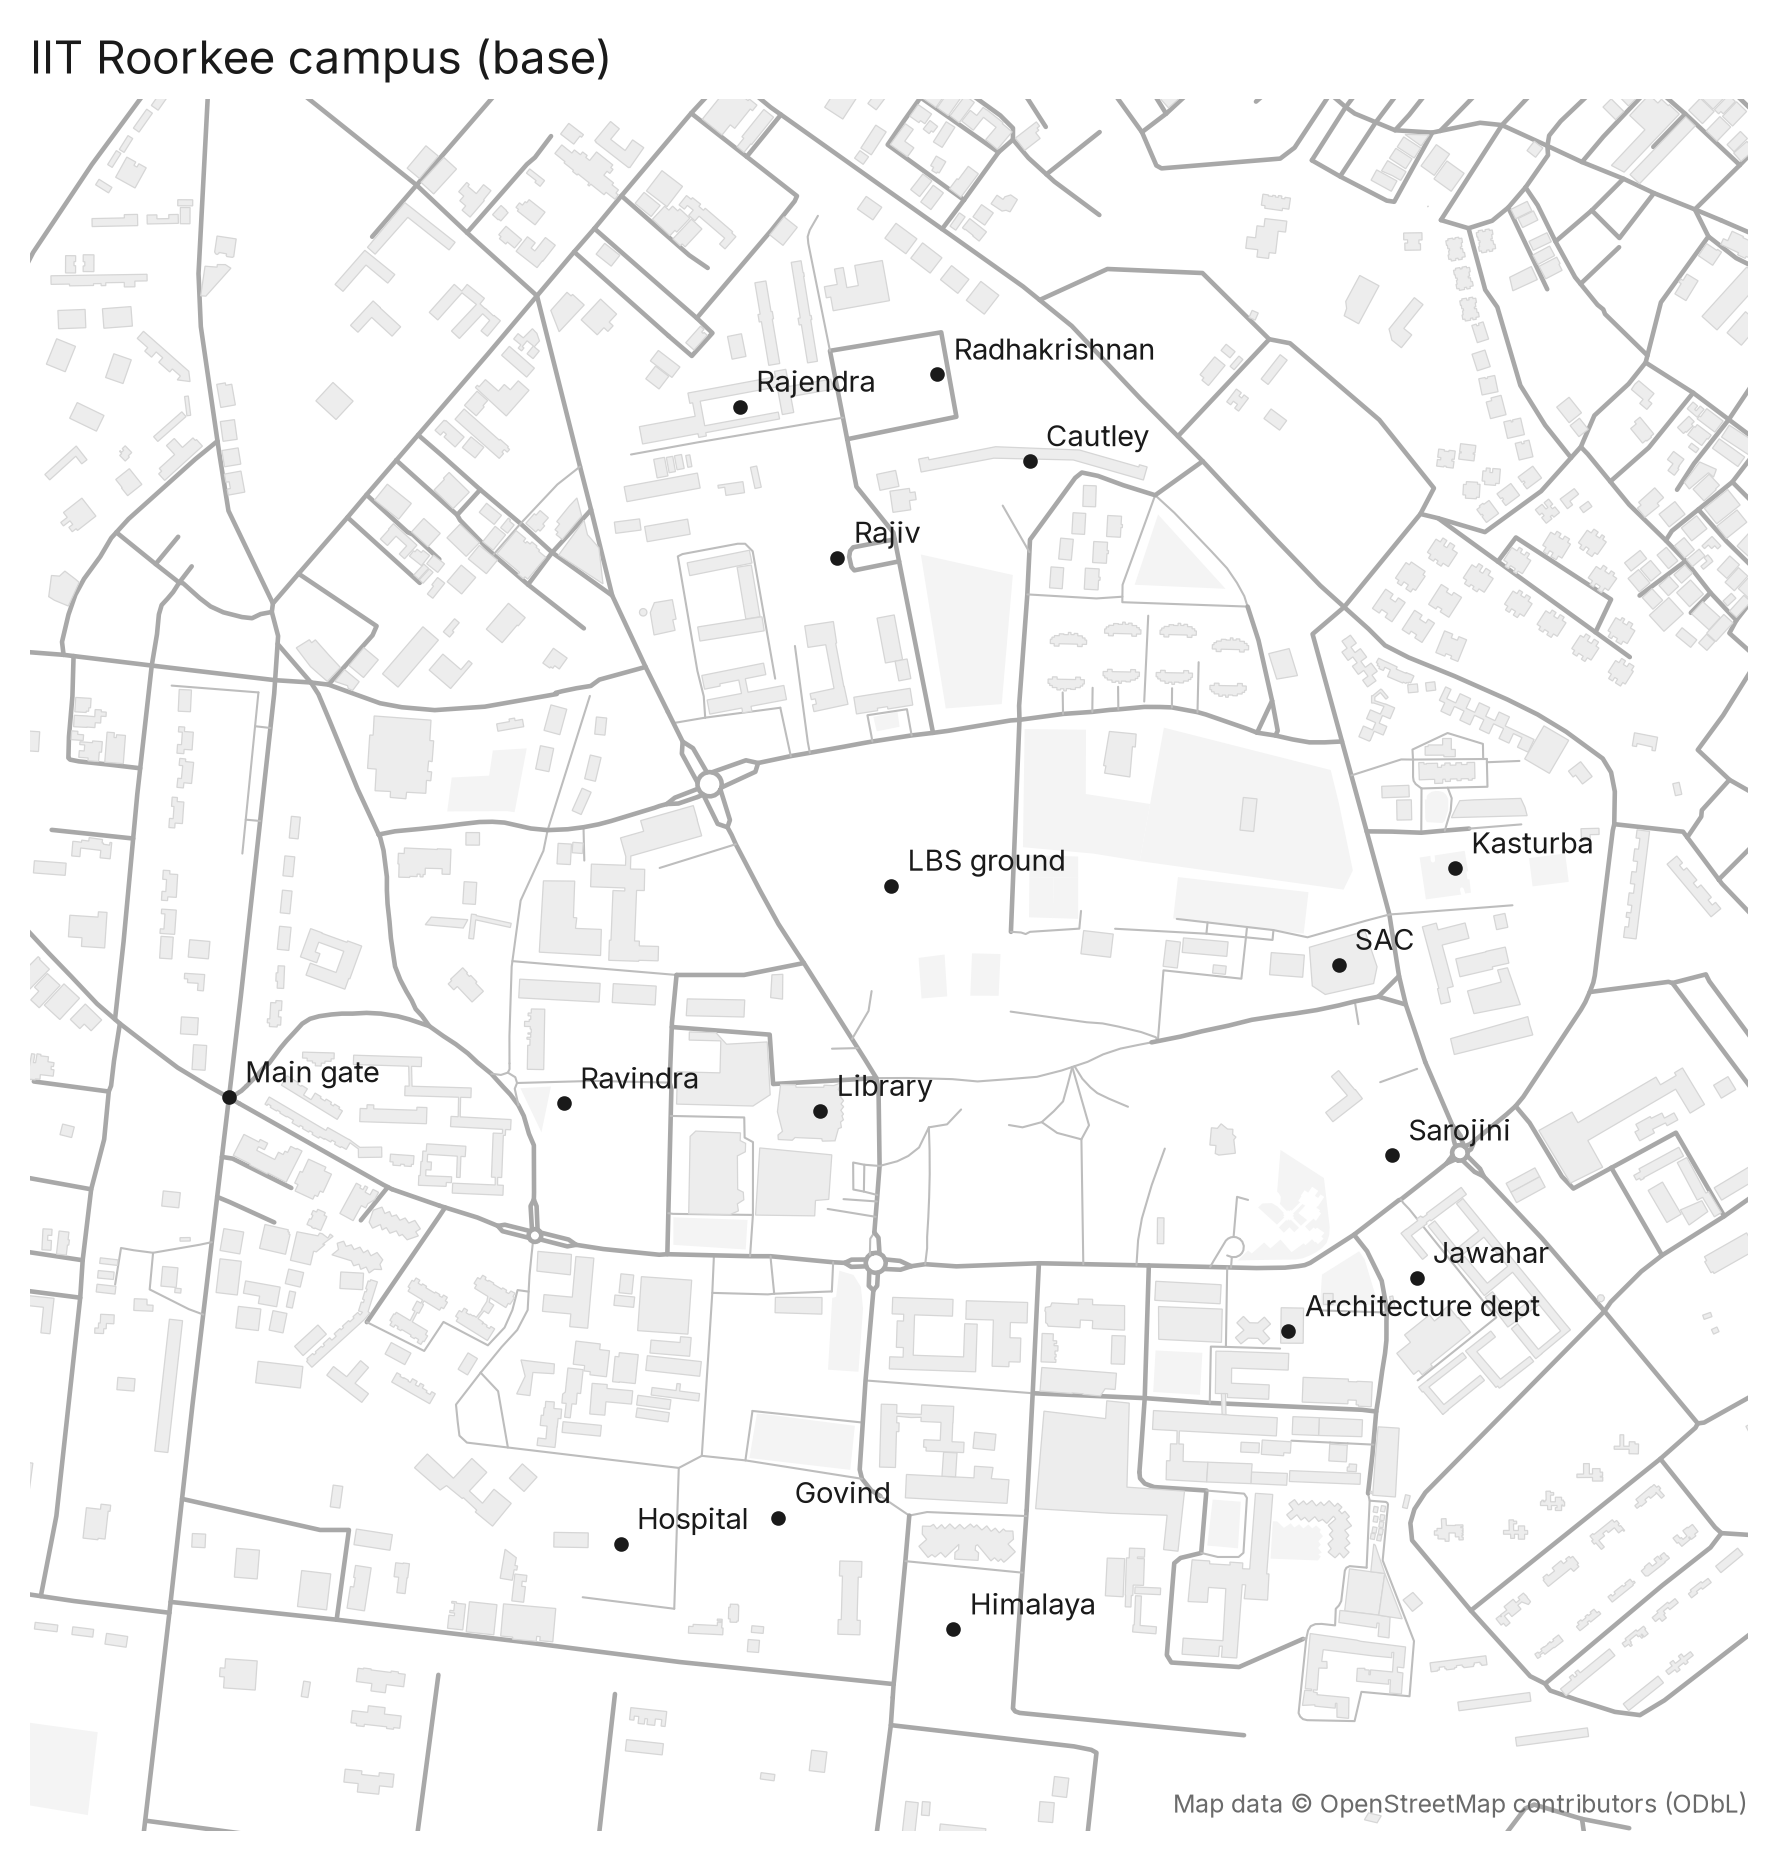 IIT Roorkee campus (base)
Radhakrishnan
Rajendra
Cautley
Rajiv
Kasturba
LBS ground
SAC
Main gate
Ravindra
Library
Sarojini
Jawahar
Architecture dept
Govind
Hospital
Himalaya
Map data © OpenStreetMap contributors (ODbL)